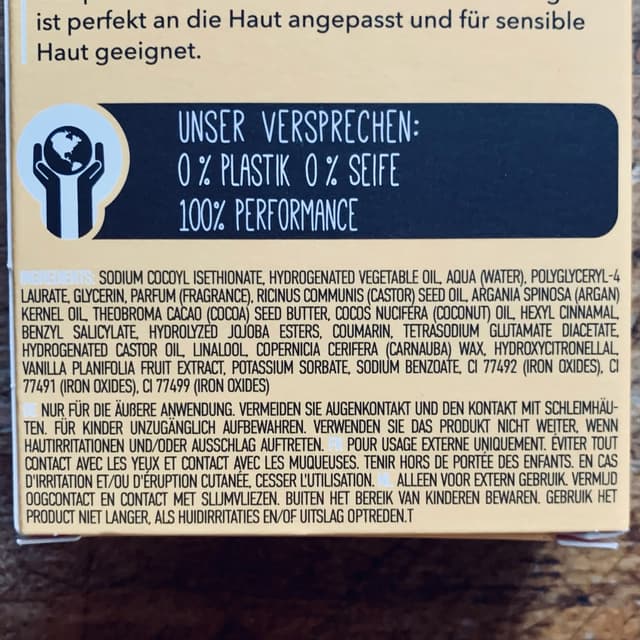 ist perfekt an die Haut angepasst und für sensible
Haut geeignet.
UNSER VERSPRECHEN:
0 % PLASTIK 0 % SEIFE
100% PERFORMANCE
INGREDIENTS: SODIUM COCOYL ISETHIONATE, HYDROGENATED VEGETABLE OIL, AQUA (WATER), POLYGLYCERYL-4
LAURATE, GLYCERIN, PARFUM (FRAGRANCE), RICINUS COMMUNIS (CASTOR) SEED OIL, ARGANIA SPINOSA (ARGAN)
KERNEL OIL, THEOBROMA CACAO (COCOA) SEED BUTTER, COCOS NUCIFERA (COCONUT) OIL, HEXYL CINNAMAL,
BENZYL SALICYLATE, HYDROLYZED JOJOBA ESTERS, COUMARIN, TETRASODIUM GLUTAMATE DIACETATE,
HYDROGENATED CASTOR OIL, LINALOOL, COPERNICIA CERIFERA (CARNAUBA) WAX, HYDROXYCITRONELLAL,
VANILLA PLANIFOLIA FRUIT EXTRACT, POTASSIUM SORBATE, SODIUM BENZOATE, CI 77492 (IRON OXIDES), CI
77491 (IRON OXIDES), CI 77499 (IRON OXIDES)
NUR FÜR DIE ÄUßERE ANWENDUNG. VERMEIDEN SIE AUGENKONTAKT UND DEN KONTAKT MIT SCHLEIMHÄU-
TEN. FÜR KINDER UNZUGÄNGLICH AUFBEWAHREN. VERWENDEN SIE DAS PRODUKT NICHT WEITER, WENN
HAUTIRRITATIONEN UND/ODER AUSSCHLAG AUFTRETEN. FR POUR USAGE EXTERNE UNIQUEMENT. ÉVITER TOUT
CONTACT AVEC LES YEUX ET CONTACT AVEC LES MUQUEUSES. TENIR HORS DE PORTÉE DES ENFANTS. EN CAS
D'IRRITATION ET/OU D'ÉRUPTION CUTANÉE, CESSER L'UTILISATION. ALLEEN VOOR EXTERN GEBRUIK. VERMIJD
OOGCONTACT EN CONTACT MET SLIJMVLIEZEN. BUITEN HET BEREIK VAN KINDEREN BEWAREN. GEBRUIK HET
PRODUCT NIET LANGER, ALS HUIDIRRITATIES EN/OF UITSLAG OPTREDEN.T